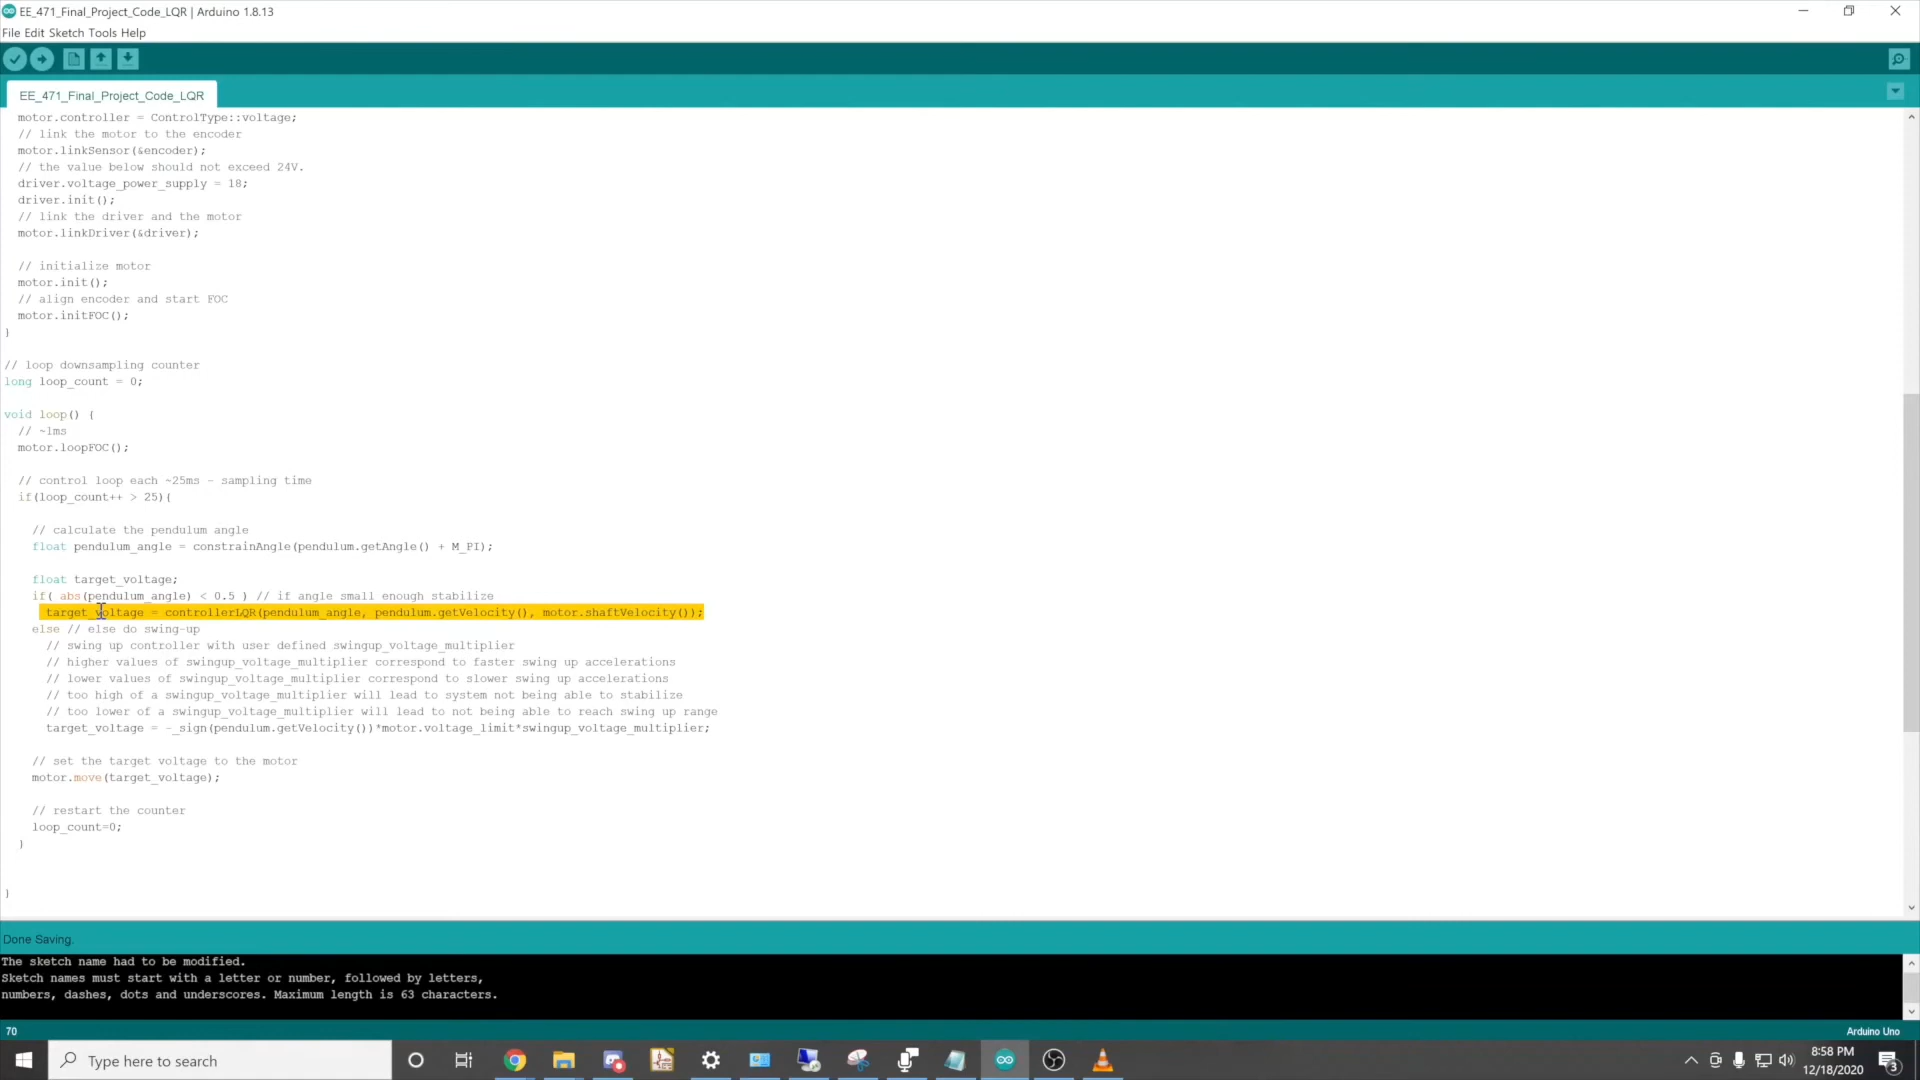 EE_471_Final_Project_Code_LQR | Arduino 1.8.13
File Edit Sketch Tools Help
EE_471_Final_Project_Code_LQR
motor.controller = ControlType::voltage;
// link the motor to the encoder
motor.linkSensor(&encoder);
// the value below should not exceed 24V.
driver.voltage_power_supply = 18;
driver.init();
// link the driver and the motor
motor.linkDriver(&driver);
// initialize motor
motor.init();
// align encoder and start FOC
motor.initFOC();
}
// loop downsampling counter
long loop_count = 0;
void loop() {
// ~1ms
motor.loopFOC();
// control loop each ~25ms - sampling time
if(loop_count++ > 25){
// calculate the pendulum angle
float pendulum_angle = constrainAngle(pendulum.getAngle() + M_PI);
float target_voltage;
if( abs(pendulum_angle) < 0.5 ) // if angle small enough stabilize
target_voltage = controllerLQR(pendulum_angle, pendulum.getVelocity(), motor.shaftVelocity());
else // else do swing-up
// swing up controller with user defined swingup_voltage_multiplier
// higher values of swingup_voltage_multiplier correspond to faster swing up accelerations
// lower values of swingup_voltage_multiplier correspond to slower swing up accelerations
// too high of a swingup_voltage_multiplier will lead to system not being able to stabilize
// too lower of a swingup_voltage_multiplier will lead to not being able to reach swing up range
target_voltage = -_sign(pendulum.getVelocity())*motor.voltage_limit*swingup_voltage_multiplier;
// set the target voltage to the motor
motor.move(target_voltage);
// restart the counter
loop_count=0;
}
}
Done Saving.
The sketch name had to be modified.
Sketch names must start with a letter or number, followed by letters,
numbers, dashes, dots and underscores. Maximum length is 63 characters.
70
Arduino Uno
Type here to search
8:58 PM
12/18/2020
3